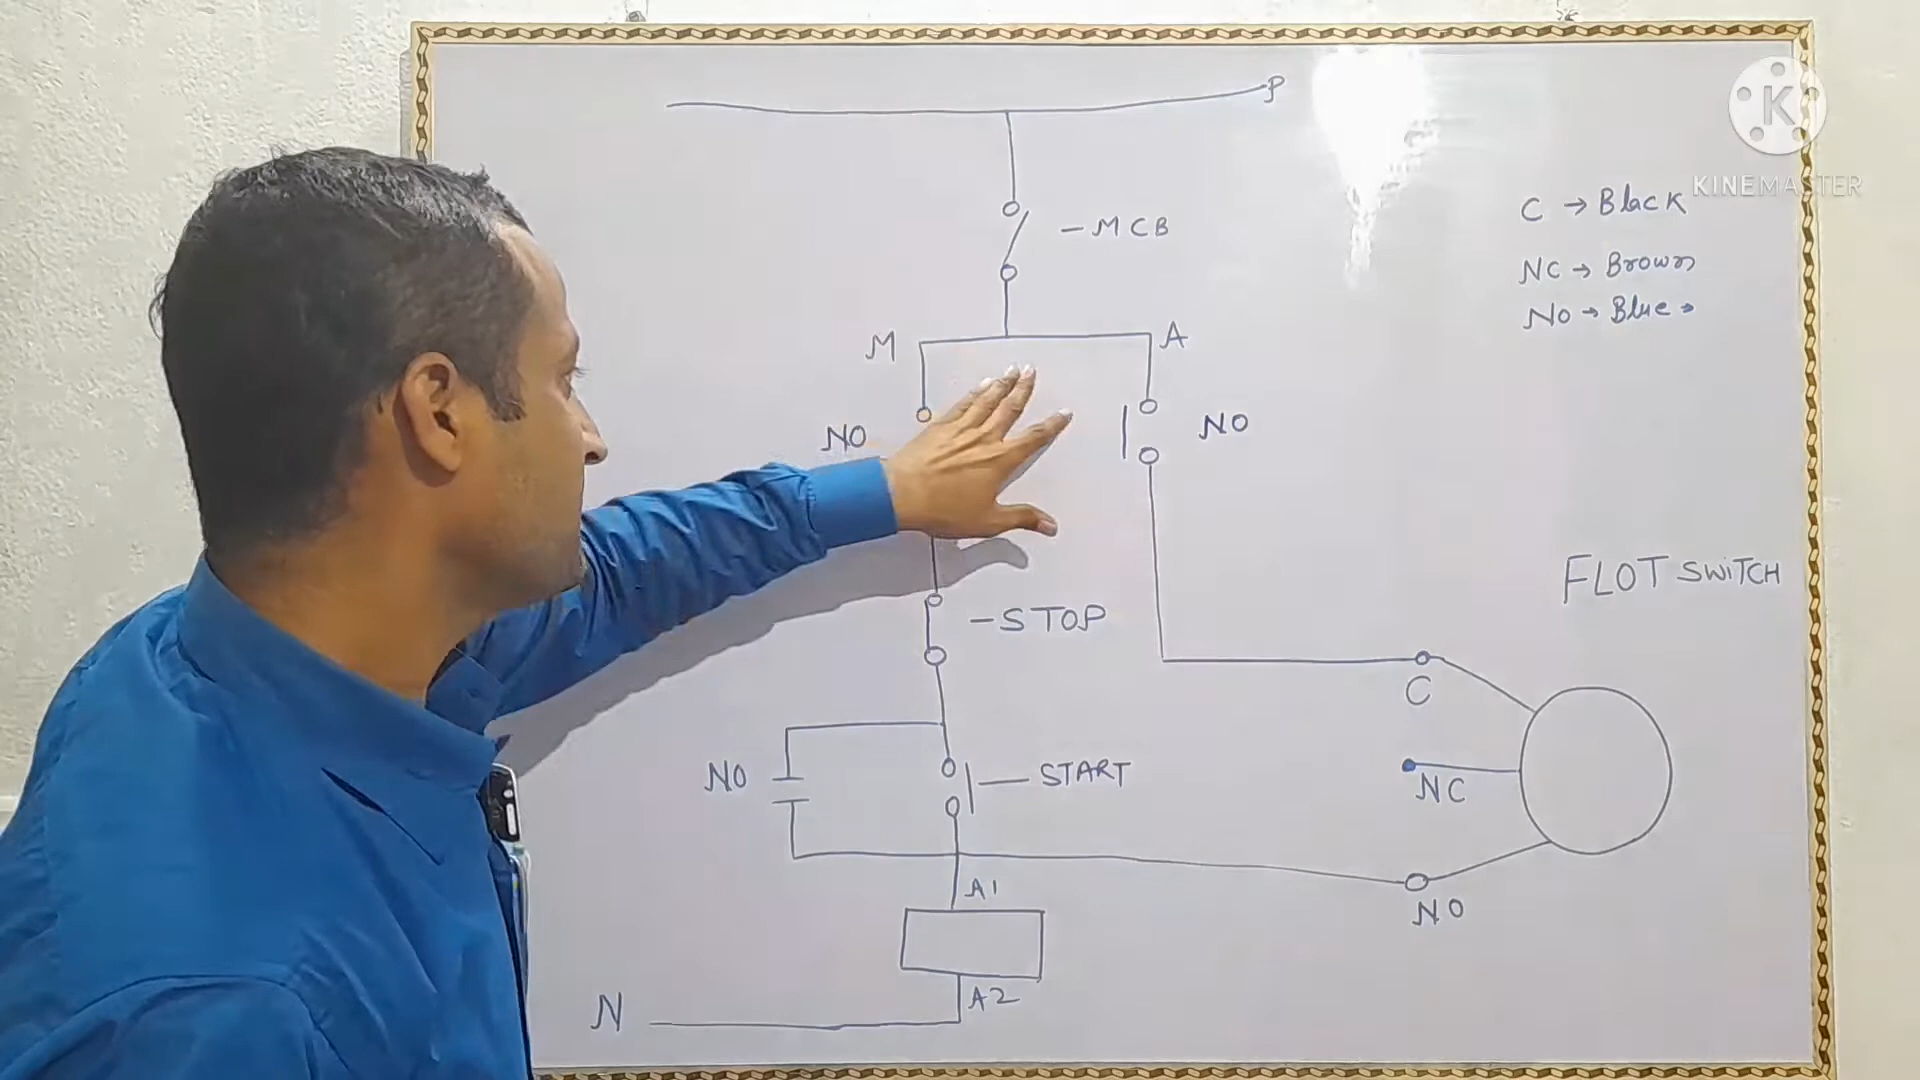 P
K
KINEMASTER
C → Black
- MCB
NC → Brown
NO → Blue →
M
A
NO
NO
FLOT SWITCH
- STOP
C
NO
START
NC
A1
NO
A2
N